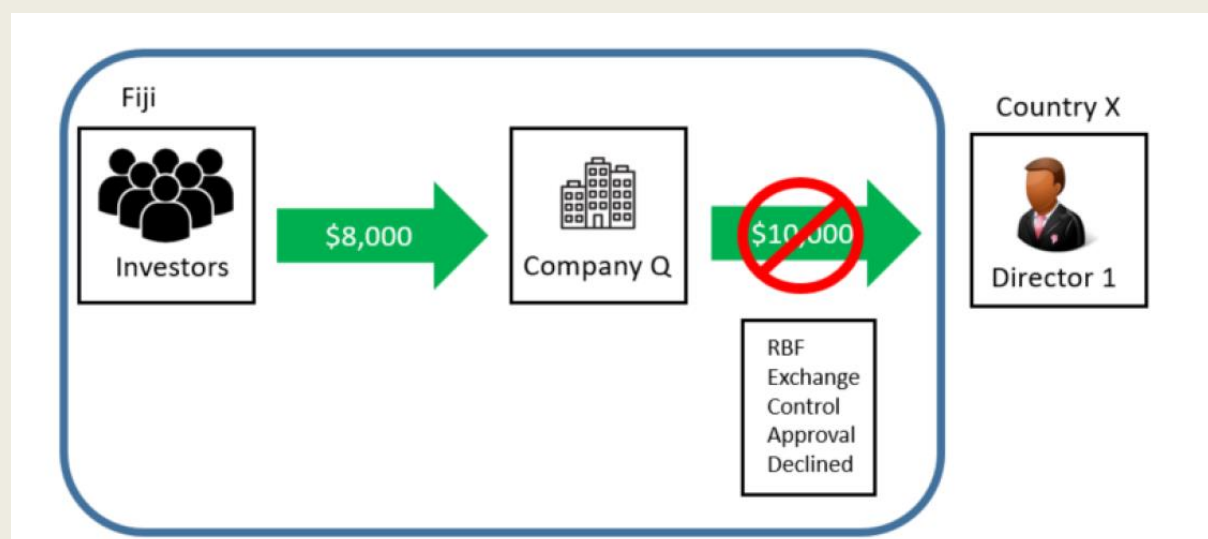 Fiji
Investors
$8,000
Company Q
$10,000
RBF
Exchange
Control
Approval
Declined
Country X
Director 1